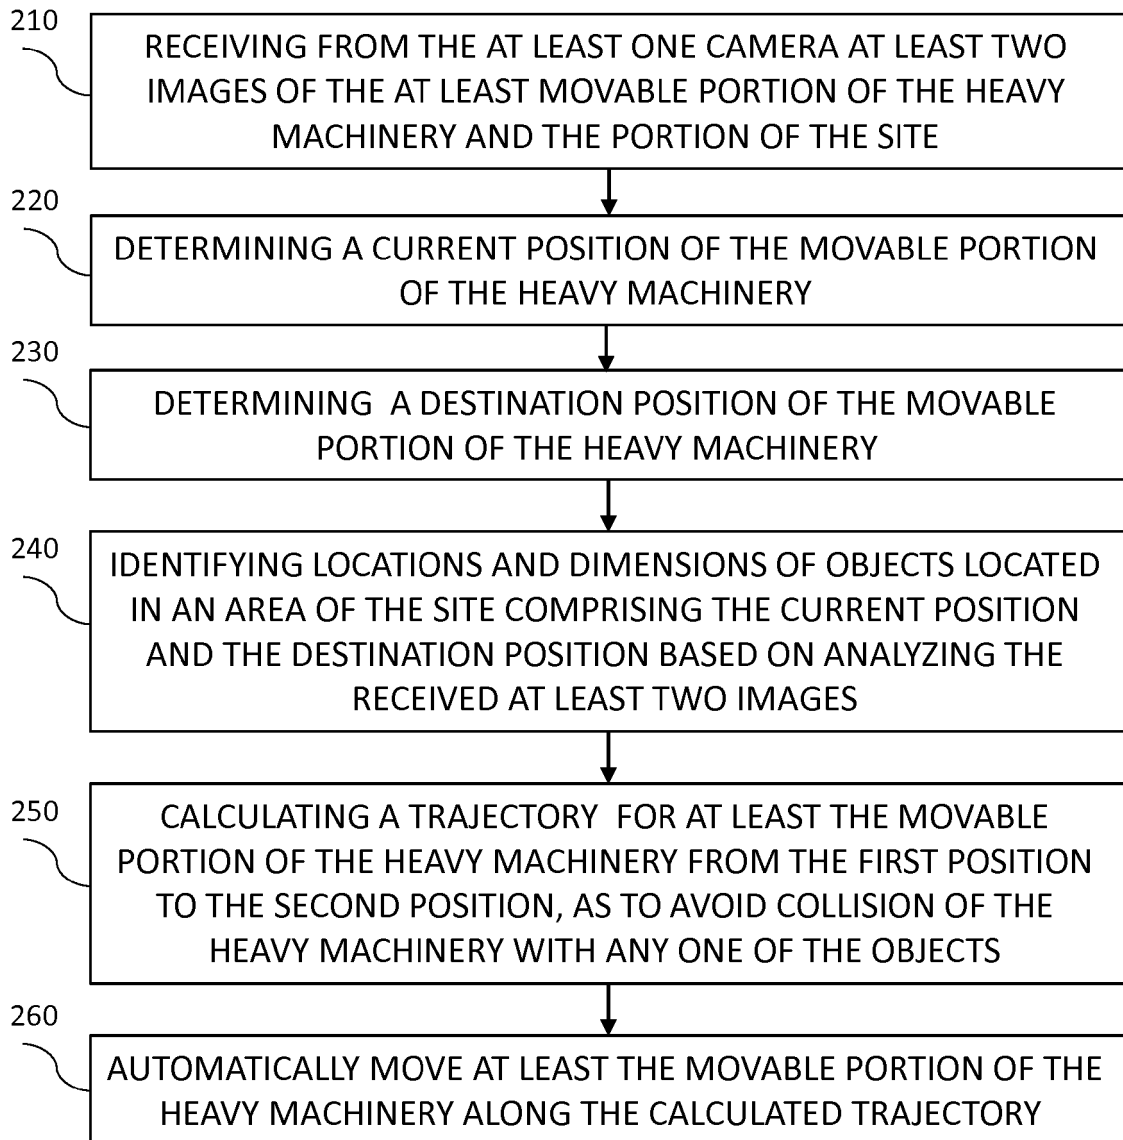 210
RECEIVING FROM THE AT LEAST ONE CAMERA AT LEAST TWO
IMAGES OF THE AT LEAST MOVABLE PORTION OF THE HEAVY
MACHINERY AND THE PORTION OF THE SITE
220
DETERMINING A CURRENT POSITION OF THE MOVABLE PORTION
OF THE HEAVY MACHINERY
230
DETERMINING A DESTINATION POSITION OF THE MOVABLE
PORTION OF THE HEAVY MACHINERY
240
IDENTIFYING LOCATIONS AND DIMENSIONS OF OBJECTS LOCATED
IN AN AREA OF THE SITE COMPRISING THE CURRENT POSITION
AND THE DESTINATION POSITION BASED ON ANALYZING THE
RECEIVED AT LEAST TWO IMAGES
250
CALCULATING A TRAJECTORY FOR AT LEAST THE MOVABLE
PORTION OF THE HEAVY MACHINERY FROM THE FIRST POSITION
TO THE SECOND POSITION, AS TO AVOID COLLISION OF THE
HEAVY MACHINERY WITH ANY ONE OF THE OBJECTS
260
AUTOMATICALLY MOVE AT LEAST THE MOVABLE PORTION OF THE
HEAVY MACHINERY ALONG THE CALCULATED TRAJECTORY